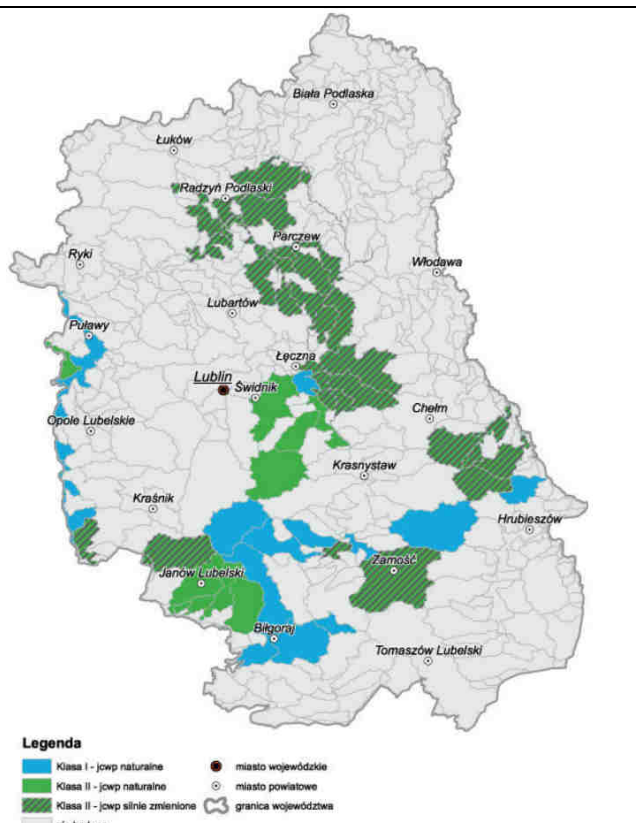 Biała Podlaska
Łuków
Radzyń Podlaski
Parczew
Ryki
Włodawa
Lubartów
Puławy
Łęczna
Lublin
Świdnik
Chełm
Opole Lubelskie
Krasnystaw
Kraśnik
Hrubieszów
Zamość
Janów Lubelski
Biłgoraj
Tomaszów Lubelski
Legenda
Klasa I - jcwp naturalne
miasto wojewódzkie
Klasa II - jcwp naturalne
miasto powiatowe
Klasa II - jcwp silnie zmienione
granica województwa